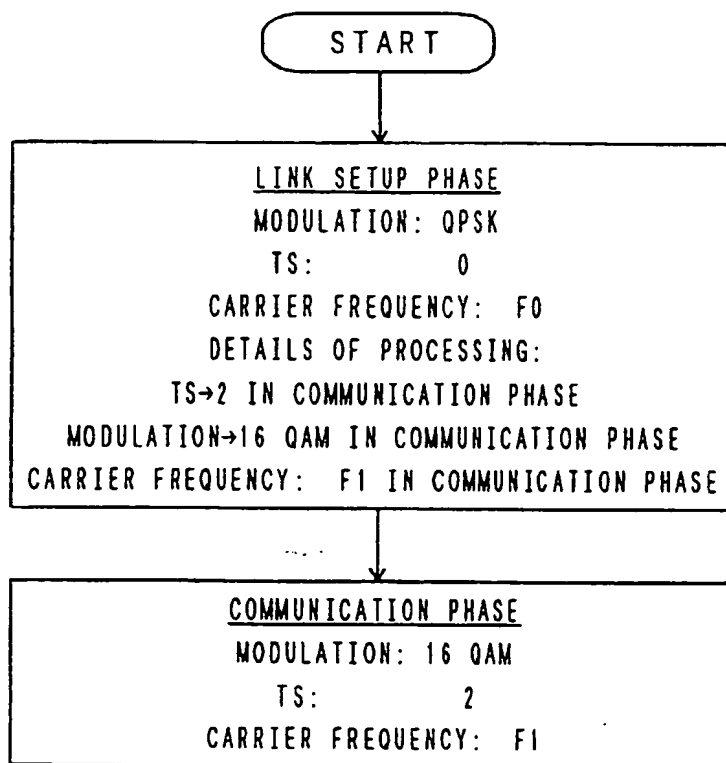 START
LINK SETUP PHASE
MODULATION: QPSK
TS: 0
CARRIER FREQUENCY: F0
DETAILS OF PROCESSING:
TS→2 IN COMMUNICATION PHASE
MODULATION→16 QAM IN COMMUNICATION PHASE
CARRIER FREQUENCY: F1 IN COMMUNICATION PHASE
COMMUNICATION PHASE
MODULATION: 16 QAM
TS: 2
CARRIER FREQUENCY: F1